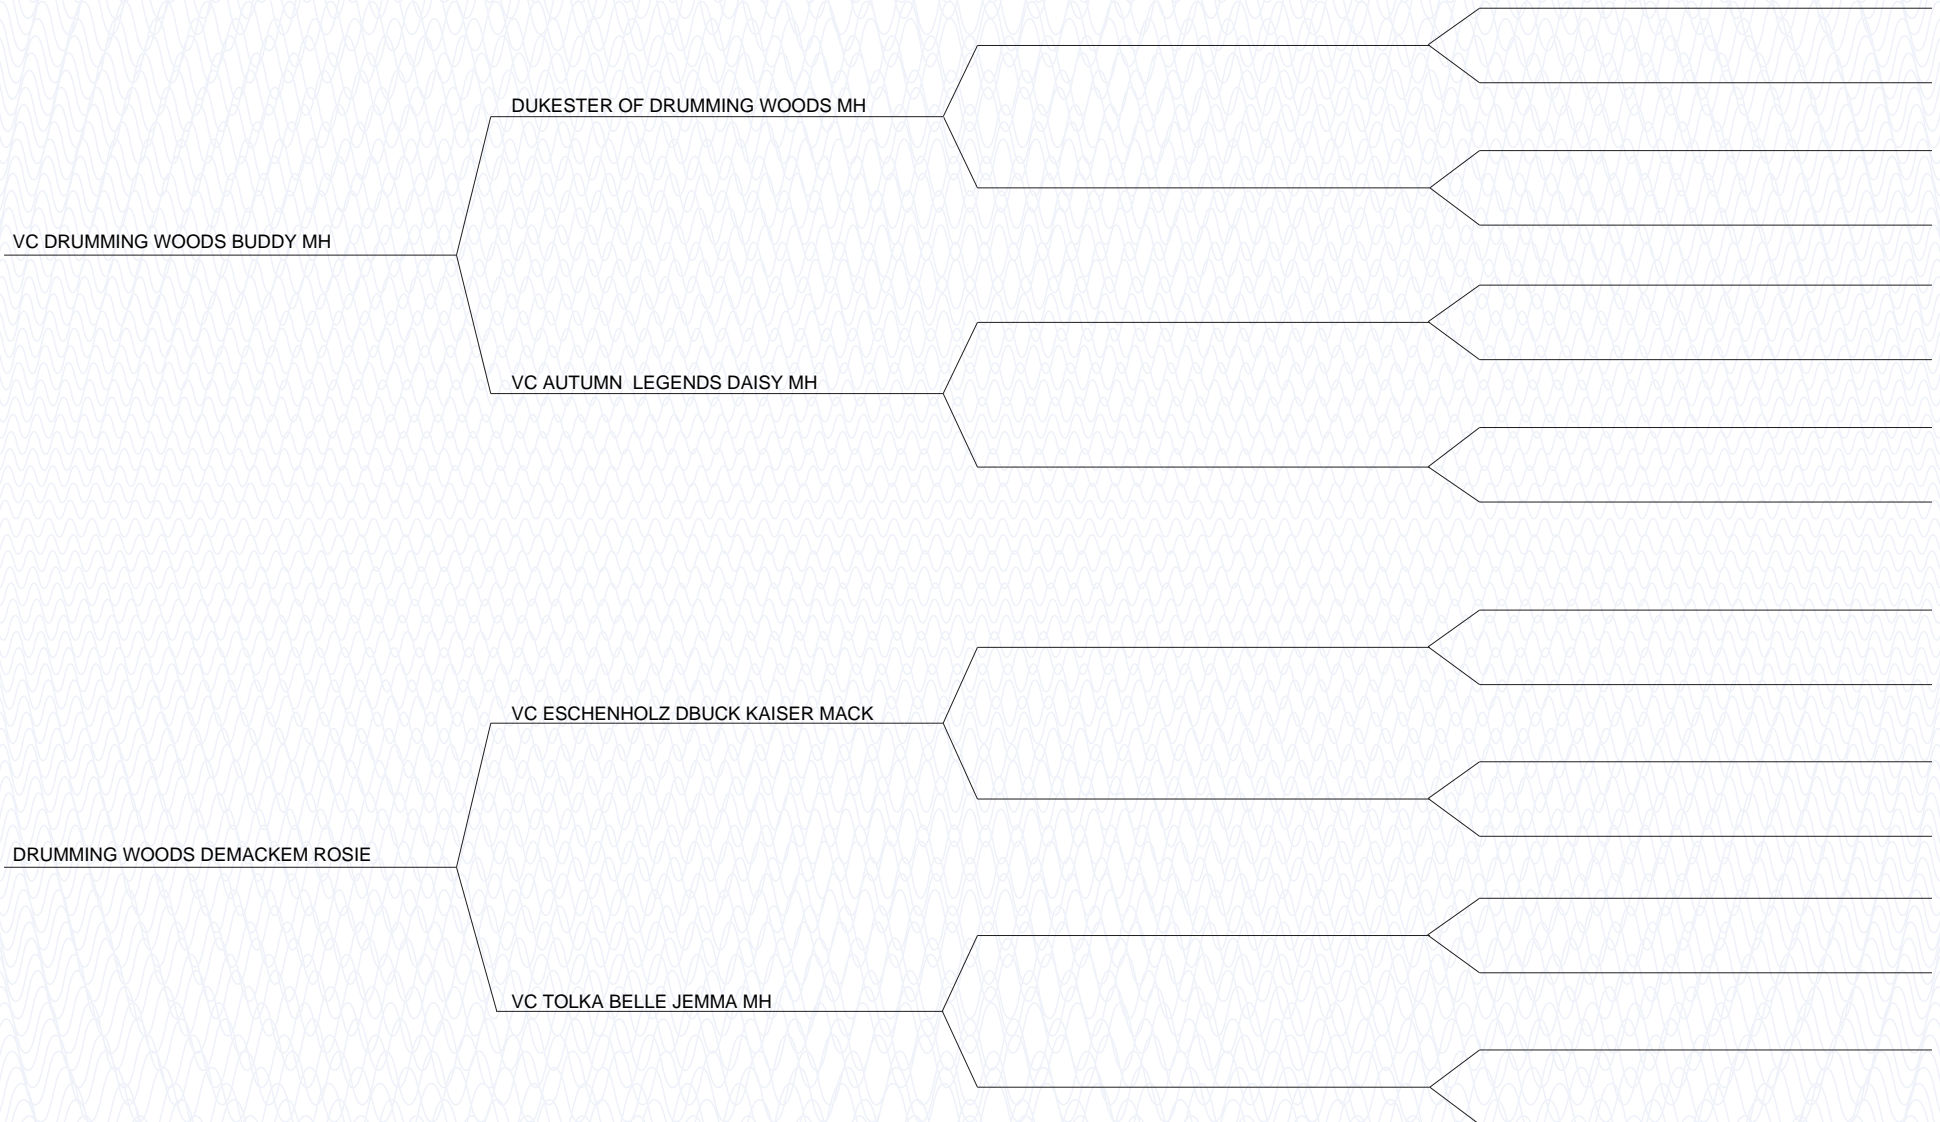 DUKESTER OF DRUMMING WOODS MH
VC DRUMMING WOODS BUDDY MH
VC AUTUMN  LEGENDS DAISY MH
VC ESCHENHOLZ DBUCK KAISER MACK
DRUMMING WOODS DEMACKEM ROSIE
VC TOLKA BELLE JEMMA MH